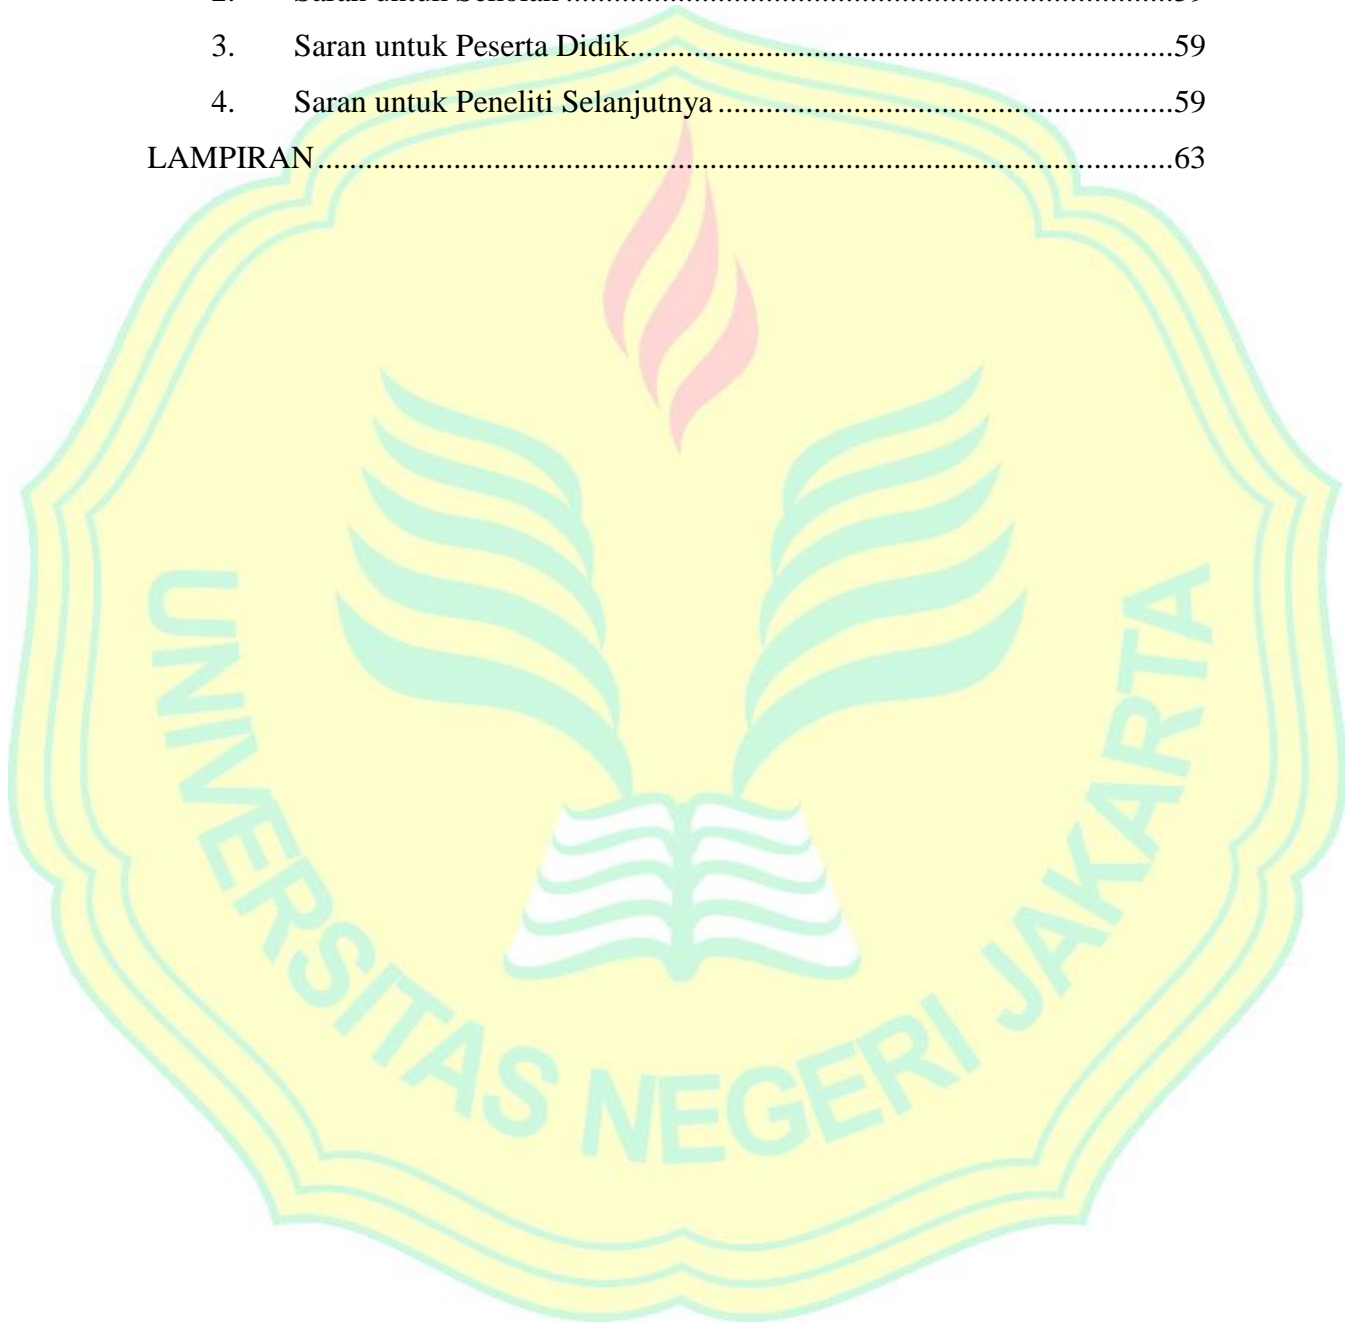 3. Saran untuk Peserta Didik....................................................................59
4. Saran untuk Peneliti Selanjutnya.........................................................59
LAMPIRAN...........................................................................................................63
UNIVERSITAS NEGERI JAKARTA